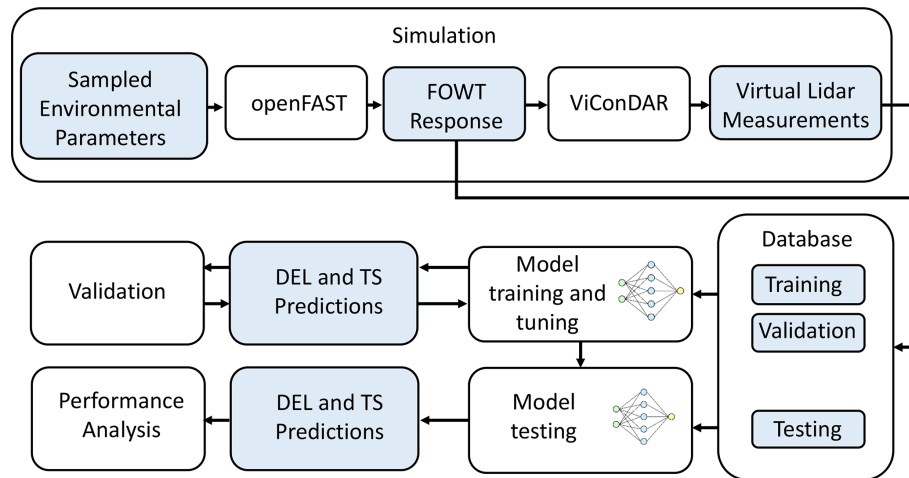 Simulation
Sampled
Environmental
Parameters
openFAST
FOWT
Response
ViConDAR
Virtual Lidar
Measurements
Database
Training
Validation
Testing
Model
training and
tuning
DEL and TS
Predictions
Validation
Model
testing
DEL and TS
Predictions
Performance
Analysis